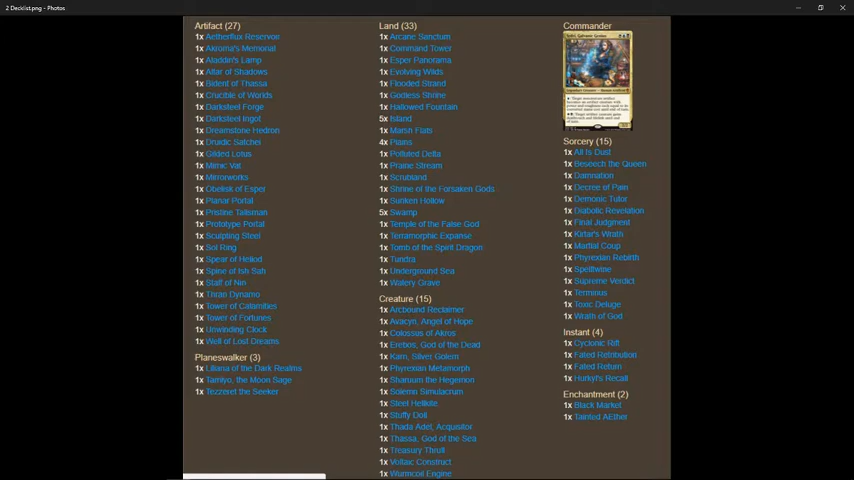 2 Decklist.png - Photos
Artifact (27)
1x Aetherflux Reservoir
1x Akroma's Memorial
1x Aladdin's Lamp
1x Altar of Shadows
1x Bident of Thassa
1x Crucible of Worlds
1x Darksteel Forge
1x Darksteel Ingot
1x Dreamstone Hedron
1x Druidic Satchel
1x Gilded Lotus
1x Mimic Vat
1x Mirrorworks
1x Obelisk of Esper
1x Planar Portal
1x Pristine Talisman
1x Prototype Portal
1x Sculpting Steel
1x Sol Ring
1x Spear of Heliod
1x Spine of Ish Sah
1x Staff of Nin
1x Thran Dynamo
1x Tower of Calamities
1x Tower of Fortunes
1x Unwinding Clock
1x Well of Lost Dreams
Planeswalker (3)
1x Liliana of the Dark Realms
1x Tamiyo, the Moon Sage
1x Tezzeret the Seeker
Land (33)
1x Arcane Sanctum
1x Command Tower
1x Esper Panorama
1x Evolving Wilds
1x Flooded Strand
1x Godless Shrine
1x Hallowed Fountain
5x Island
1x Marsh Flats
4x Plains
1x Polluted Delta
1x Prairie Stream
1x Scrubland
1x Shrine of the Forsaken Gods
1x Sunken Hollow
5x Swamp
1x Temple of the False God
1x Terramorphic Expanse
1x Tomb of the Spirit Dragon
1x Tundra
1x Underground Sea
1x Watery Grave
Creature (15)
1x Arcbound Reclaimer
1x Avacyn, Angel of Hope
1x Colossus of Akros
1x Erebos, God of the Dead
1x Karn, Silver Golem
1x Phyrexian Metamorph
1x Sharuum the Hegemon
1x Solemn Simulacrum
1x Steel Hellkite
1x Stuffy Doll
1x Thada Adel, Acquisitor
1x Thassa, God of the Sea
1x Treasury Thrull
1x Voltaic Construct
1x Wurmcoil Engine
Commander
Sorcery (15)
1x All Is Dust
1x Beseech the Queen
1x Damnation
1x Decree of Pain
1x Demonic Tutor
1x Diabolic Revelation
1x Final Judgment
1x Kirtar's Wrath
1x Martial Coup
1x Phyrexian Rebirth
1x Spelltwine
1x Supreme Verdict
1x Terminus
1x Toxic Deluge
1x Wrath of God
Instant (4)
1x Cyclonic Rift
1x Fated Retribution
1x Fated Return
1x Hurkyl's Recall
Enchantment (2)
1x Black Market
1x Tainted AEther